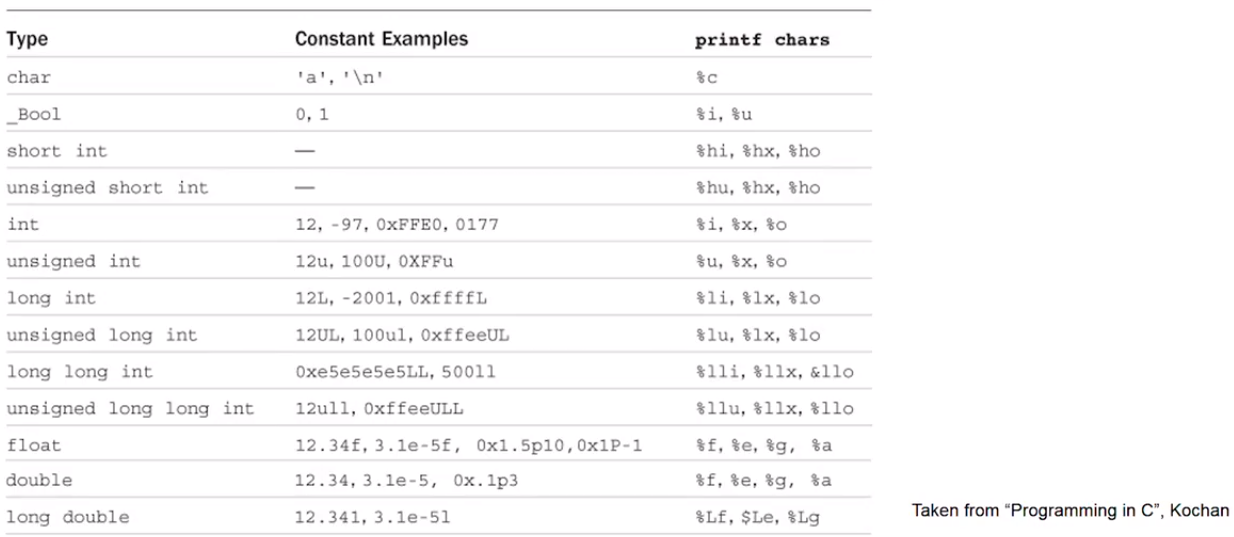 Type Constant Examples printf chars
char 'a', '\n' %c
_Bool 0, 1 %i, %u
short int — %hi, %hx, %ho
unsigned short int — %hu, %hx, %ho
int 12, -97, 0xFFE0, 0177 %i, %x, %o
unsigned int 12u, 100U, 0XFFu %u, %x, %o
long int 12L, -2001, 0xffffL %li, %lx, %lo
unsigned long int 12UL, 100ul, 0xffeeUL %lu, %lx, %lo
long long int 0xe5e5e5e5LL, 500ll %lli, %llx, &llo
unsigned long long int 12ull, 0xffeeULL %llu, %llx, %llo
float 12.34f, 3.1e-5f, 0x1.5p10,0x1P-1 %f, %e, %g, %a
double 12.34, 3.1e-5, 0x.1p3 %f, %e, %g, %a
long double 12.341, 3.1e-5l %Lf, $Le, %Lg
Taken from “Programming in C”, Kochan